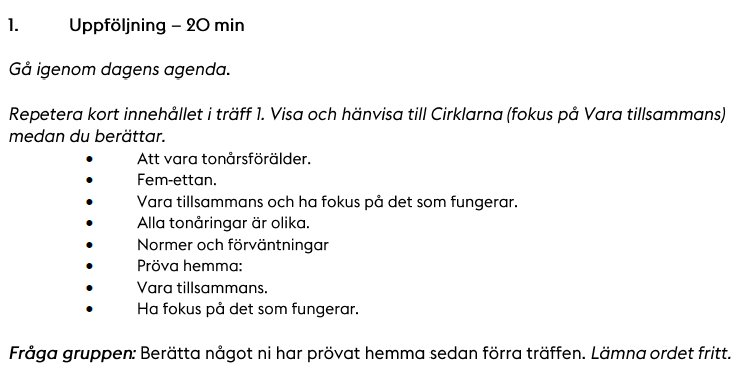 1. Uppföljning – 20 min
Gå igenom dagens agenda.
Repetera kort innehållet i träff 1. Visa och hänvisa till Cirklarna (fokus på Vara tillsammans)
medan du berättar.
• Att vara tonårsförälder.
• Fem-ettan.
• Vara tillsammans och ha fokus på det som fungerar.
• Alla tonåringar är olika.
• Normer och förväntningar
• Pröva hemma:
• Vara tillsammans.
• Ha fokus på det som fungerar.
Fråga gruppen: Berätta något ni har prövat hemma sedan förra träffen. Lämna ordet fritt.